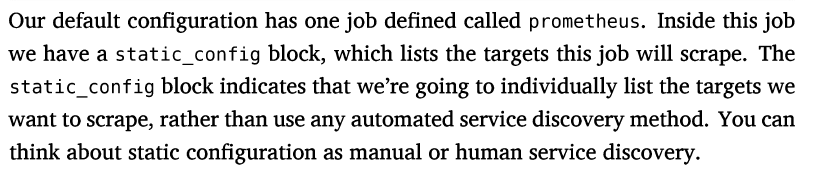 Our default configuration has one job defined called prometheus. Inside this job
we have a static_config block, which lists the targets this job will scrape. The
static_config block indicates that we’re going to individually list the targets we
want to scrape, rather than use any automated service discovery method. You can
think about static configuration as manual or human service discovery.